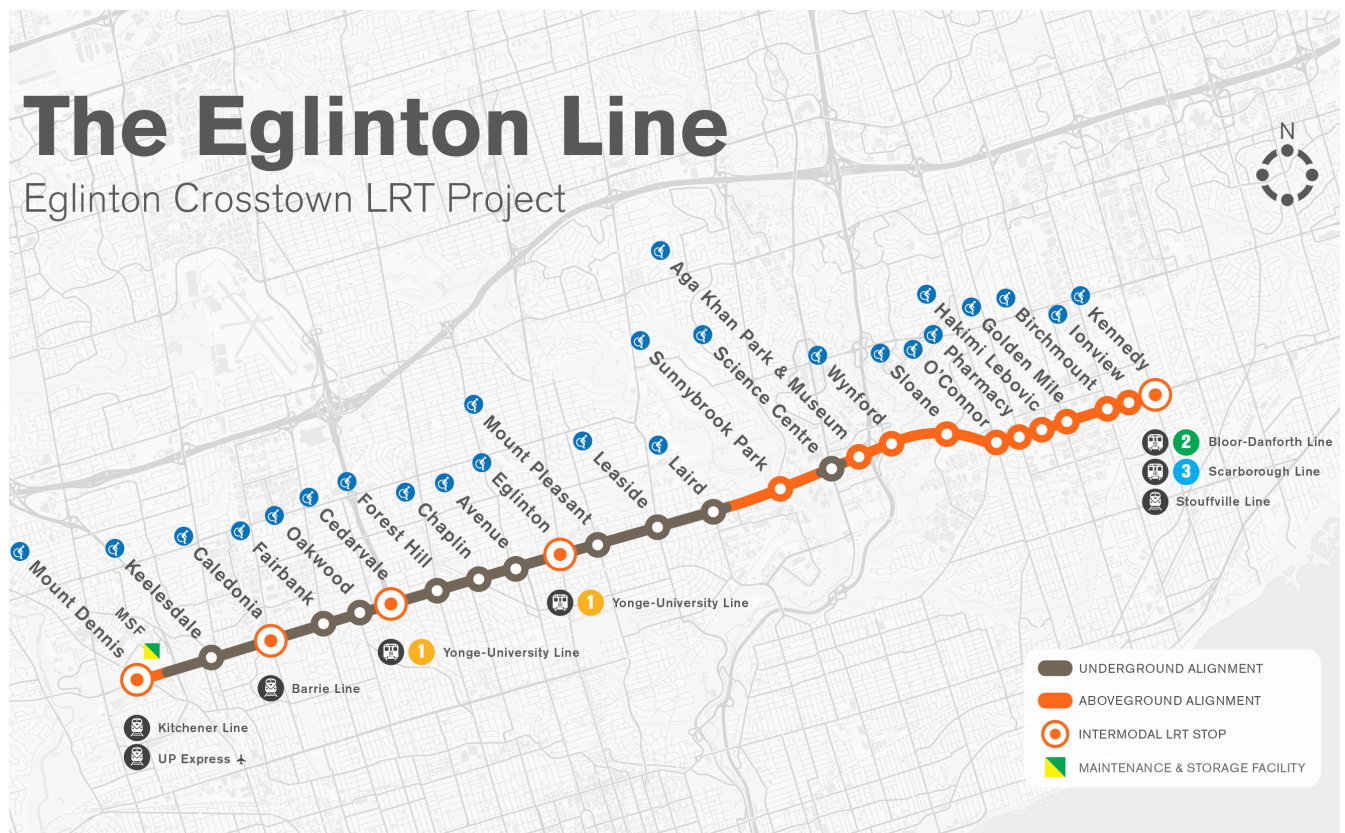 The Eglinton Line
Eglinton Crosstown LRT Project
N
Mount Dennis
MSF
Keelesdale
Caledonia
Fairbank
Oakwood
Cedarvale
Forest Hill
Chaplin
Avenue
Eglinton
Mount Pleasant
Leaside
Laird
Sunnybrook Park
Science Centre
Aga Khan Park & Museum
Wynford
Sloane
O'Connor
Pharmacy
Hakimi Lebovic
Golden Mile
Birchmount
Ionview
Kennedy
2 Bloor-Danforth Line
3 Scarborough Line
Stouffville Line
1 Yonge-University Line
1 Yonge-University Line
Barrie Line
Kitchener Line
UP Express
UNDERGROUND ALIGNMENT
ABOVEGROUND ALIGNMENT
INTERMODAL LRT STOP
MAINTENANCE & STORAGE FACILITY